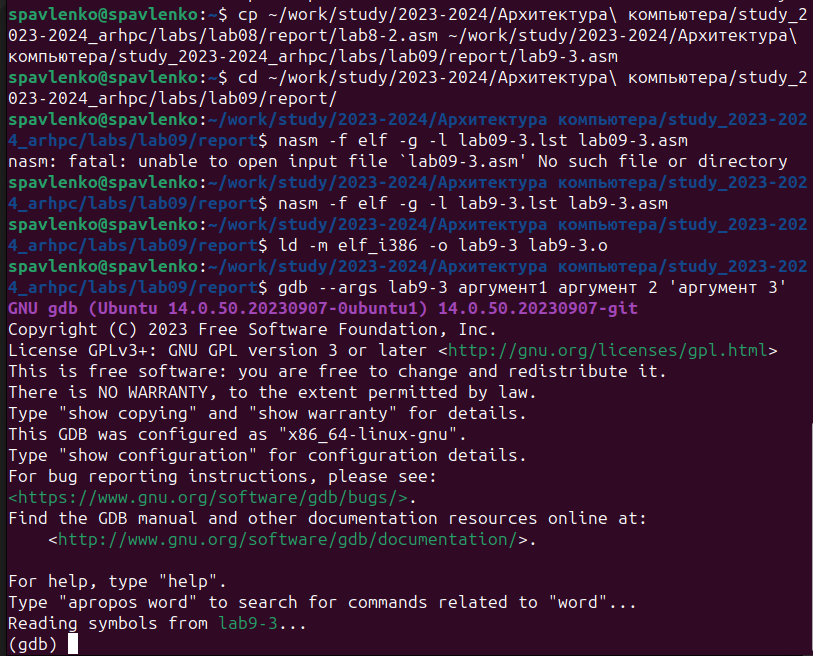 spavlenko@spavlenko:~$ cp ~/work/study/2023-2024/Архитектура\ компьютера/study_2
023-2024_arhpc/labs/lab08/report/lab8-2.asm ~/work/study/2023-2024/Архитектура\
компьютера/study_2023-2024_arhpc/labs/lab09/report/lab9-3.asm
spavlenko@spavlenko:~$ cd ~/work/study/2023-2024/Архитектура\ компьютера/study_2
023-2024_arhpc/labs/lab09/report/
spavlenko@spavlenko:~/work/study/2023-2024/Архитектура компьютера/study_2023-202
4_arhpc/labs/lab09/report$ nasm -f elf -g -l lab09-3.lst lab09-3.asm
nasm: fatal: unable to open input file `lab09-3.asm' No such file or directory
spavlenko@spavlenko:~/work/study/2023-2024/Архитектура компьютера/study_2023-202
4_arhpc/labs/lab09/report$ nasm -f elf -g -l lab9-3.lst lab9-3.asm
spavlenko@spavlenko:~/work/study/2023-2024/Архитектура компьютера/study_2023-202
4_arhpc/labs/lab09/report$ ld -m elf_i386 -o lab9-3 lab9-3.o
spavlenko@spavlenko:~/work/study/2023-2024/Архитектура компьютера/study_2023-202
4_arhpc/labs/lab09/report$ gdb --args lab9-3 аргумент1 аргумент 2 'аргумент 3'
GNU gdb (Ubuntu 14.0.50.20230907-0ubuntu1) 14.0.50.20230907-git
Copyright (C) 2023 Free Software Foundation, Inc.
License GPLv3+: GNU GPL version 3 or later <http://gnu.org/licenses/gpl.html>
This is free software: you are free to change and redistribute it.
There is NO WARRANTY, to the extent permitted by law.
Type "show copying" and "show warranty" for details.
This GDB was configured as "x86_64-linux-gnu".
Type "show configuration" for configuration details.
For bug reporting instructions, please see:
<https://www.gnu.org/software/gdb/bugs/>.
Find the GDB manual and other documentation resources online at:
    <http://www.gnu.org/software/gdb/documentation/>.

For help, type "help".
Type "apropos word" to search for commands related to "word"...
Reading symbols from lab9-3...
(gdb)